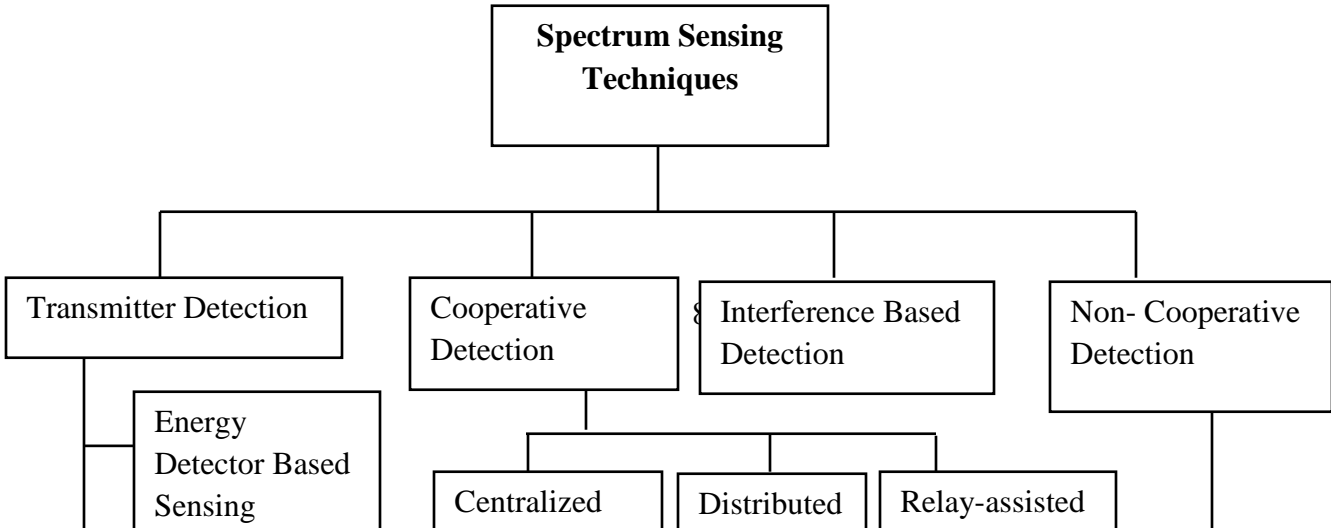 Spectrum Sensing
Techniques
Transmitter Detection
Cooperative
Detection
Interference Based
Detection
Non- Cooperative
Detection
Energy
Detector Based
Sensing
Centralized
Distributed
Relay-assisted